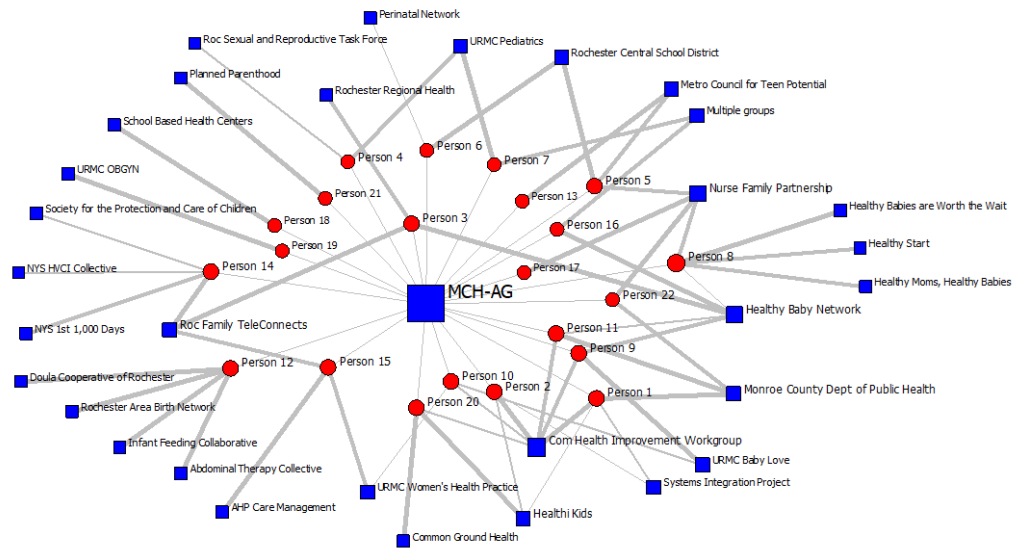 Perinatal Network
Roc Sexual and Reproductive Task Force
URMC Pediatrics
Rochester Central School District
Planned Parenthood
Metro Council for Teen Potential
Rochester Regional Health
Multiple groups
School Based Health Centers
Person 6
Person 4
Person 7
URMC OBGYN
Person 5
Nurse Family Partnership
Person 21
Person 13
Healthy Babies are Worth the Wait
Society for the Protection and Care of Children
Person 18
Person 3
Person 16
Healthy Start
Person 19
Person 8
NYS HVCI Collective
Person 14
Person 17
Healthy Moms, Healthy Babies
MCH-AG
Person 22
Healthy Baby Network
NYS 1st 1,000 Days
Roc Family TeleConnects
Person 11
Person 9
Person 12
Person 15
Doula Cooperative of Rochester
Person 10
Person 2
Person 1
Monroe County Dept of Public Health
Rochester Area Birth Network
Person 20
Infant Feeding Collaborative
Com Health Improvement Workgroup
URMC Baby Love
Abdominal Therapy Collective
Systems Integration Project
URMC Women's Health Practice
AHP Care Management
Healthi Kids
Common Ground Health